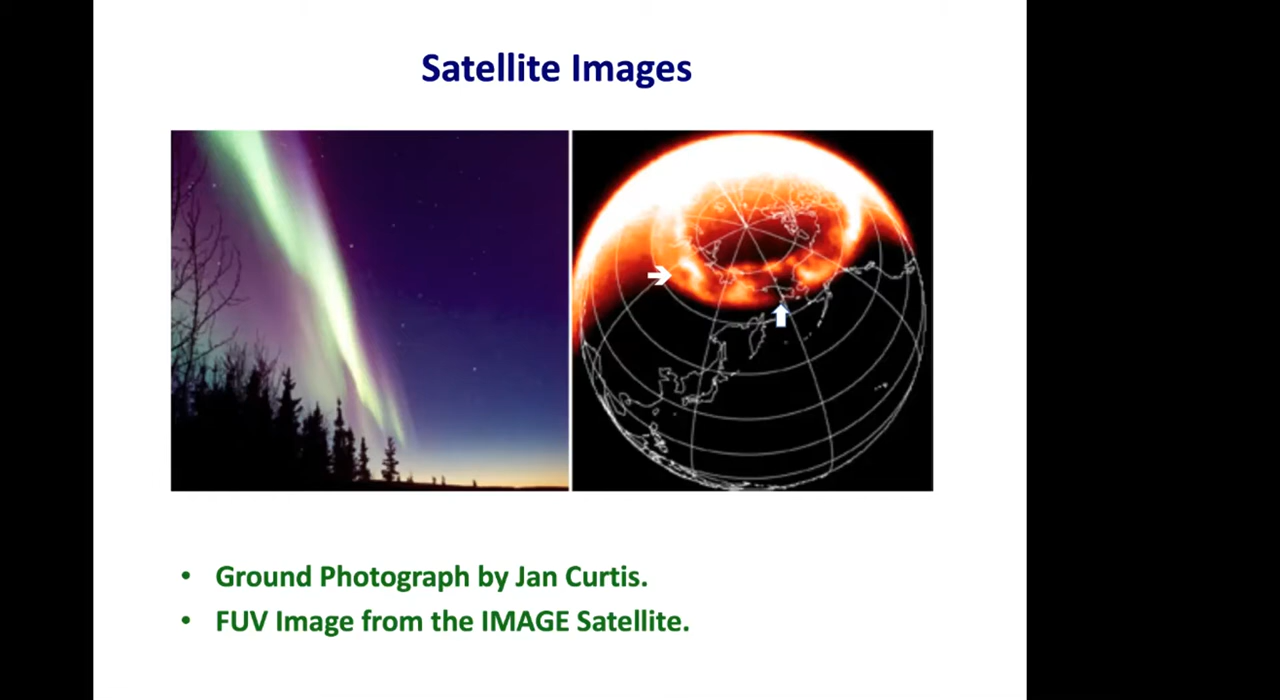 Satellite Images
• Ground Photograph by Jan Curtis.
• FUV Image from the IMAGE Satellite.